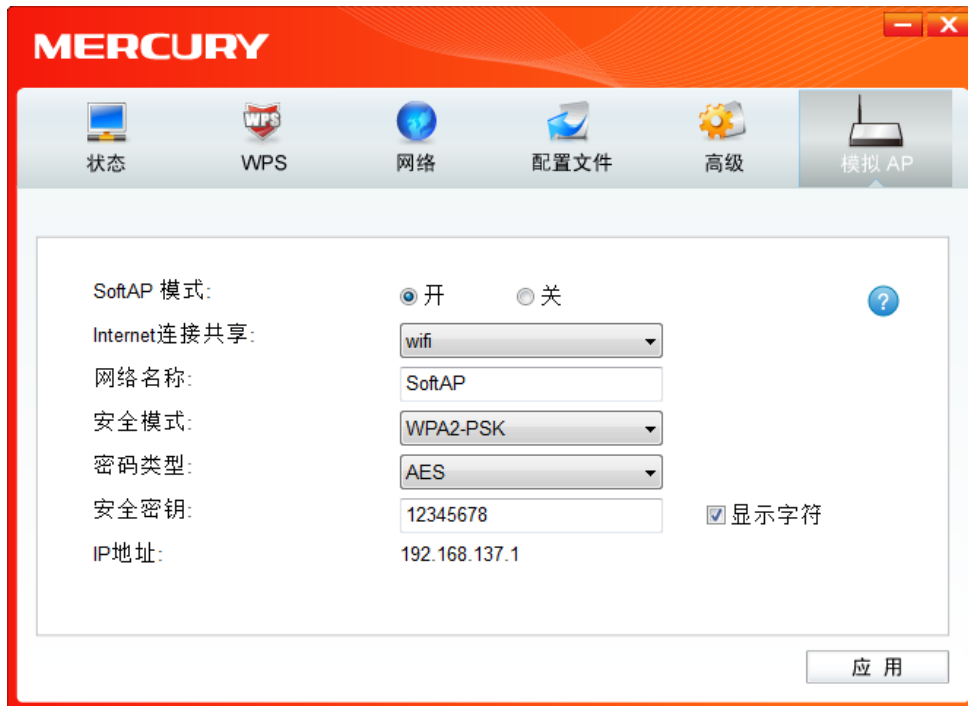 MERCURY
状态 WPS 网络 配置文件 高级 模拟 AP
SoftAP 模式: 开 关
?
Internet连接共享: wifi
网络名称: SoftAP
安全模式: WPA2-PSK
密码类型: AES
安全密钥: 12345678 显示字符
IP地址: 192.168.137.1
应 用